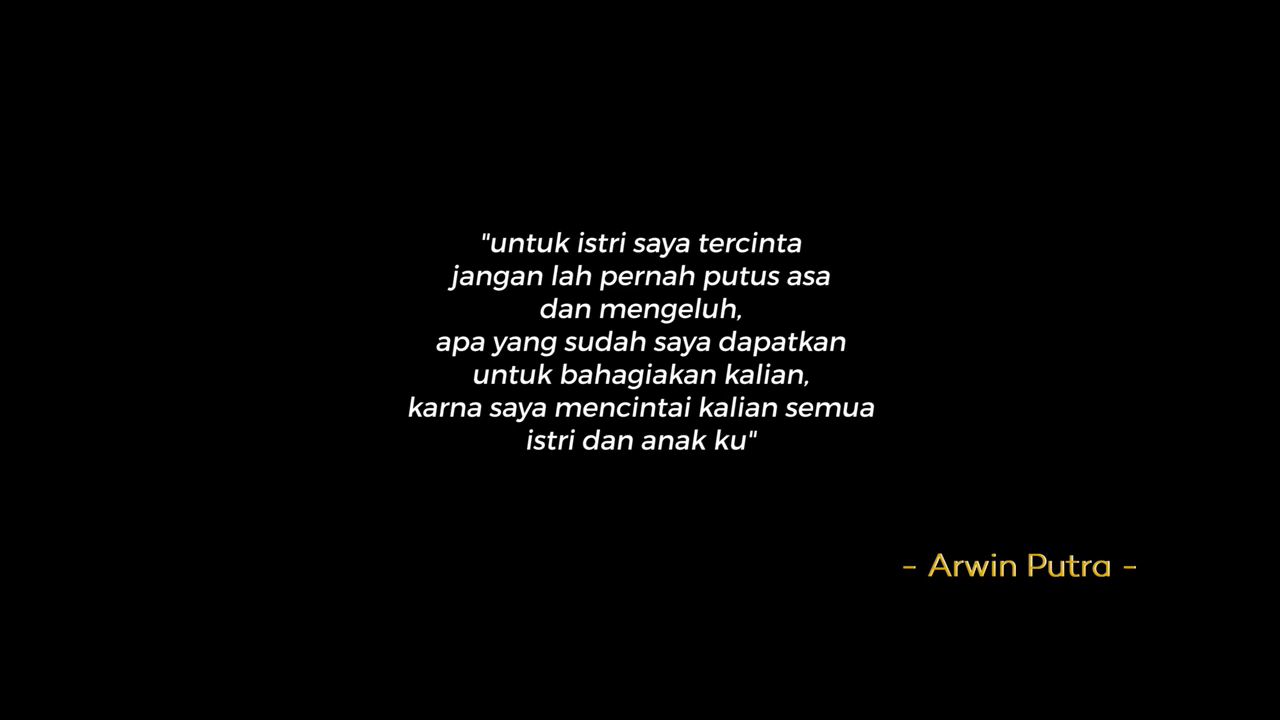 "untuk istri saya tercinta
jangan lah pernah putus asa
dan mengeluh,
apa yang sudah saya dapatkan
untuk bahagiakan kalian,
karna saya mencintai kalian semua
istri dan anak ku"
- Arwin Putra -